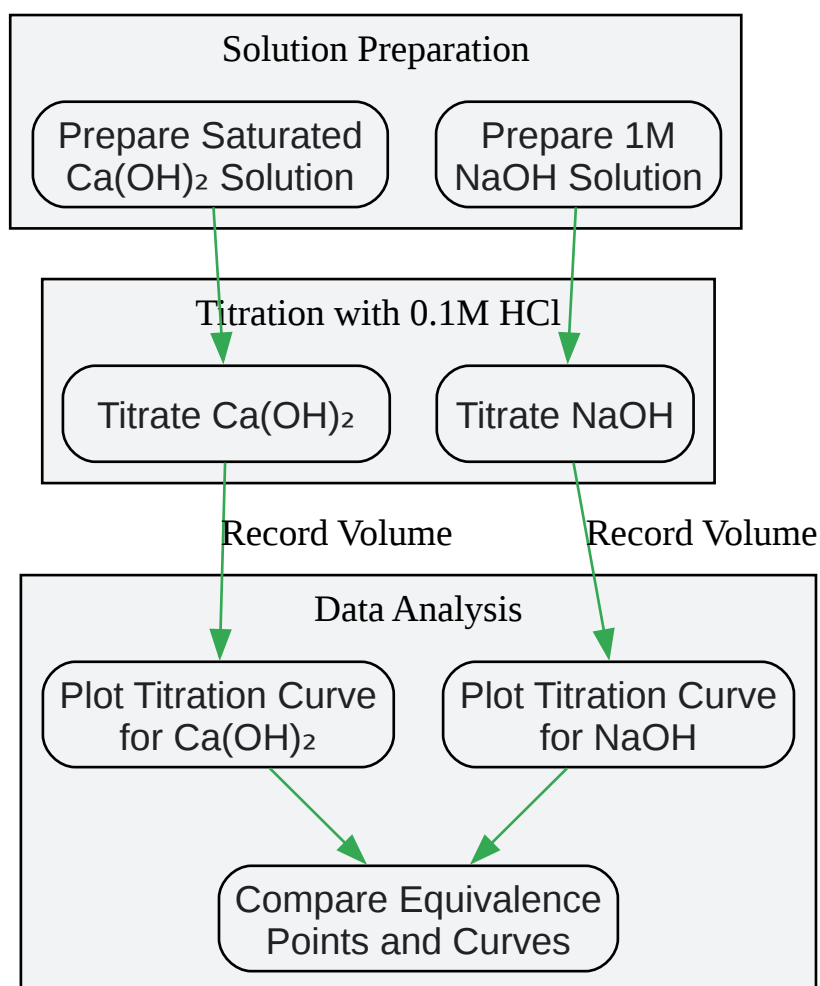 Solution Preparation
Prepare Saturated
Ca(OH)₂ Solution
Prepare 1M
NaOH Solution
Titration with 0.1M HCl
Titrate Ca(OH)₂
Titrate NaOH
Record Volume
Record Volume
Data Analysis
Plot Titration Curve
for Ca(OH)₂
Plot Titration Curve
for NaOH
Compare Equivalence
Points and Curves